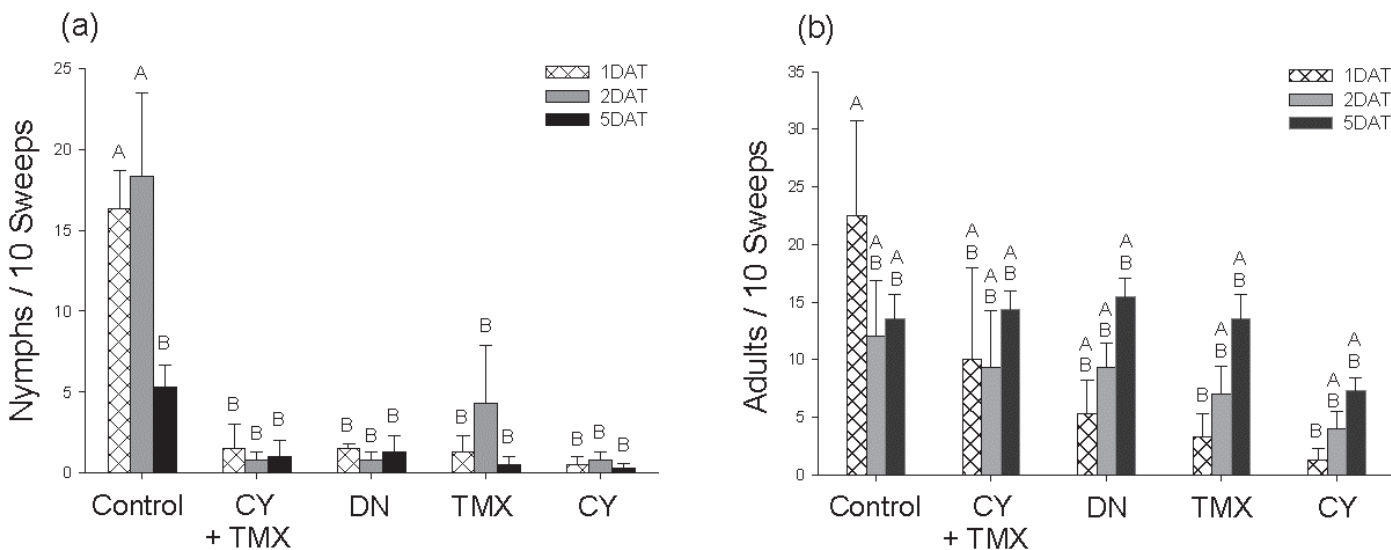 (a)
Nymphs / 10 Sweeps
25
20
15
10
5
0
1DAT
2DAT
5DAT
A
A
B
B
B
B
B
B
B
B
B
B
B
B
B
Control
CY
+ TMX
DN
TMX
CY
(b)
Adults / 10 Sweeps
35
30
25
20
15
10
5
0
1DAT
2DAT
5DAT
A
A
B
A
B
A
B
A
B
A
B
A
B
A
B
A
B
B
A
B
A
B
B
A
B
A
B
Control
CY
+ TMX
DN
TMX
CY